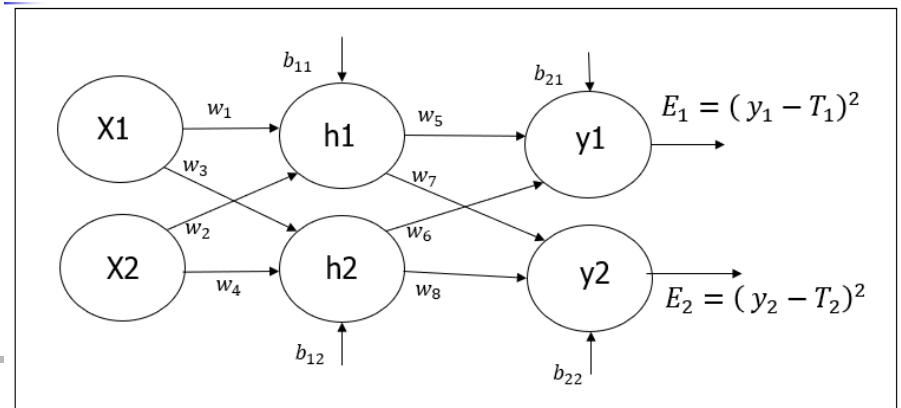 b₁₁
b₂₁
X1
w₁
h1
w₅
y1
E₁ = ( y₁ − T₁)²
w₃
w₇
w₂
w₆
X2
w₄
h2
w₈
y2
E₂ = ( y₂ − T₂)²
b₁₂
b₂₂